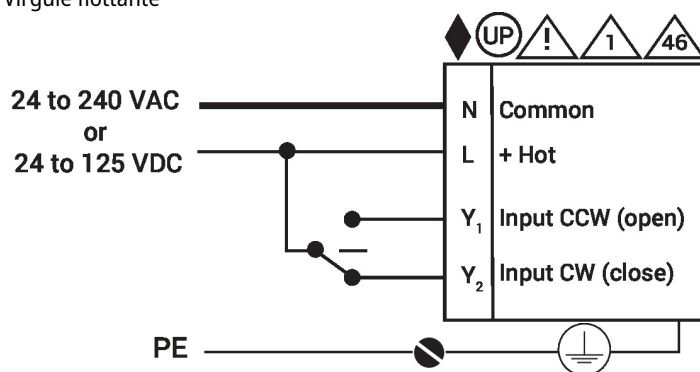 Virgule flottante
UP ! 1 46
24 to 240 VAC
or
24 to 125 VDC
N Common
L + Hot
Y1 Input CCW (open)
Y2 Input CW (close)
PE